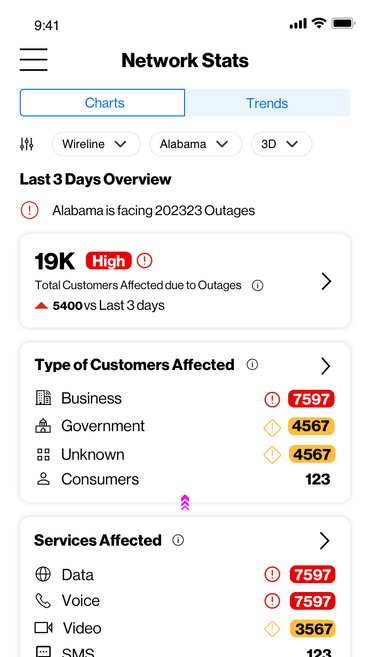 9:41
Network Stats
Charts Trends
Wireline Alabama 3D
Last 3 Days Overview
Alabama is facing 202323 Outages
19K High
Total Customers Affected due to Outages
5400 vs Last 3 days
Type of Customers Affected
Business 7597
Government 4567
Unknown 4567
Consumers 123
Services Affected
Data 7597
Voice 7597
Video 3567
SMS 123